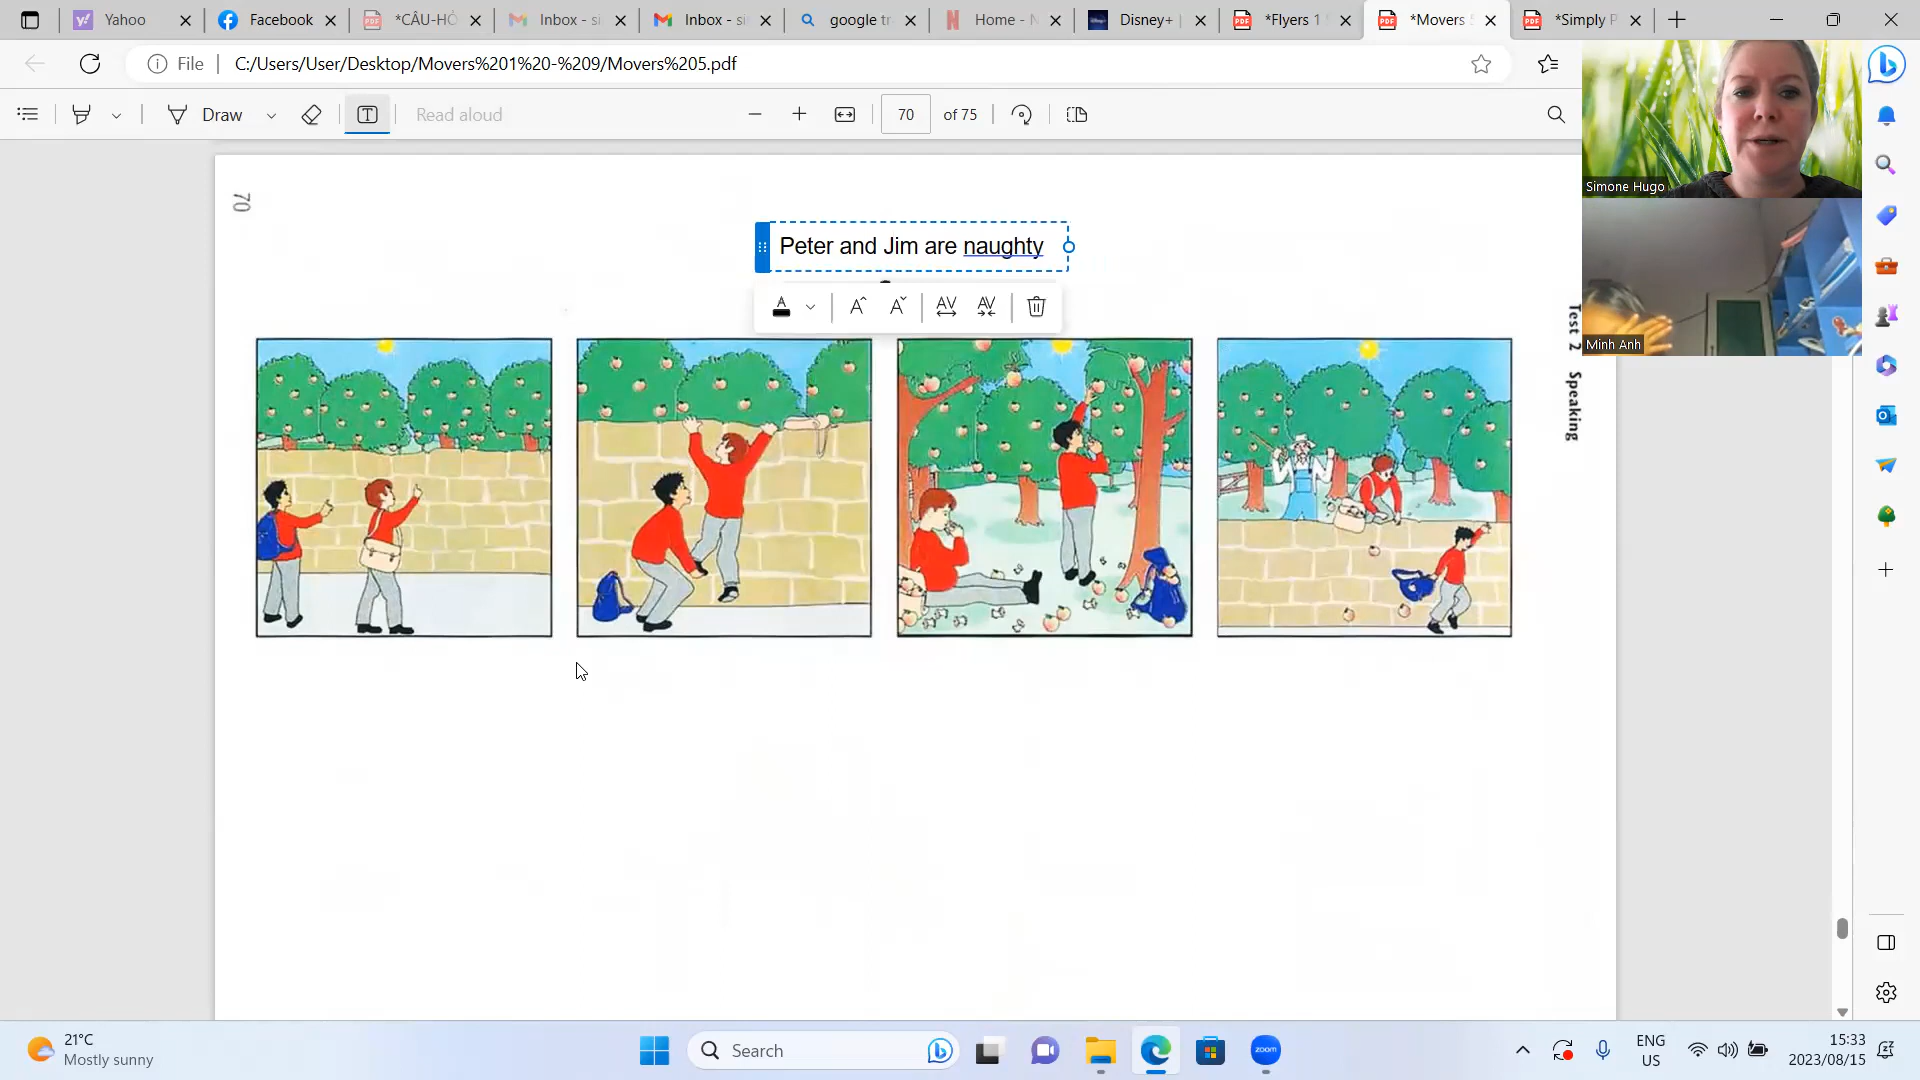 Yahoo
Facebook
*CÂU-HỎ
Inbox - si
Inbox - si
google tr
Home - N
Disney+ |
*Flyers 1
*Movers
*Simply P
File
C:/Users/User/Desktop/Movers%201%20-%209/Movers%205.pdf
Draw
Read aloud
70
of 75
Simone Hugo
Minh Anh
70
Peter and Jim are naughty
Test 2 Speaking
21°C
Mostly sunny
Search
zoom
ENG
US
15:33
2023/08/15